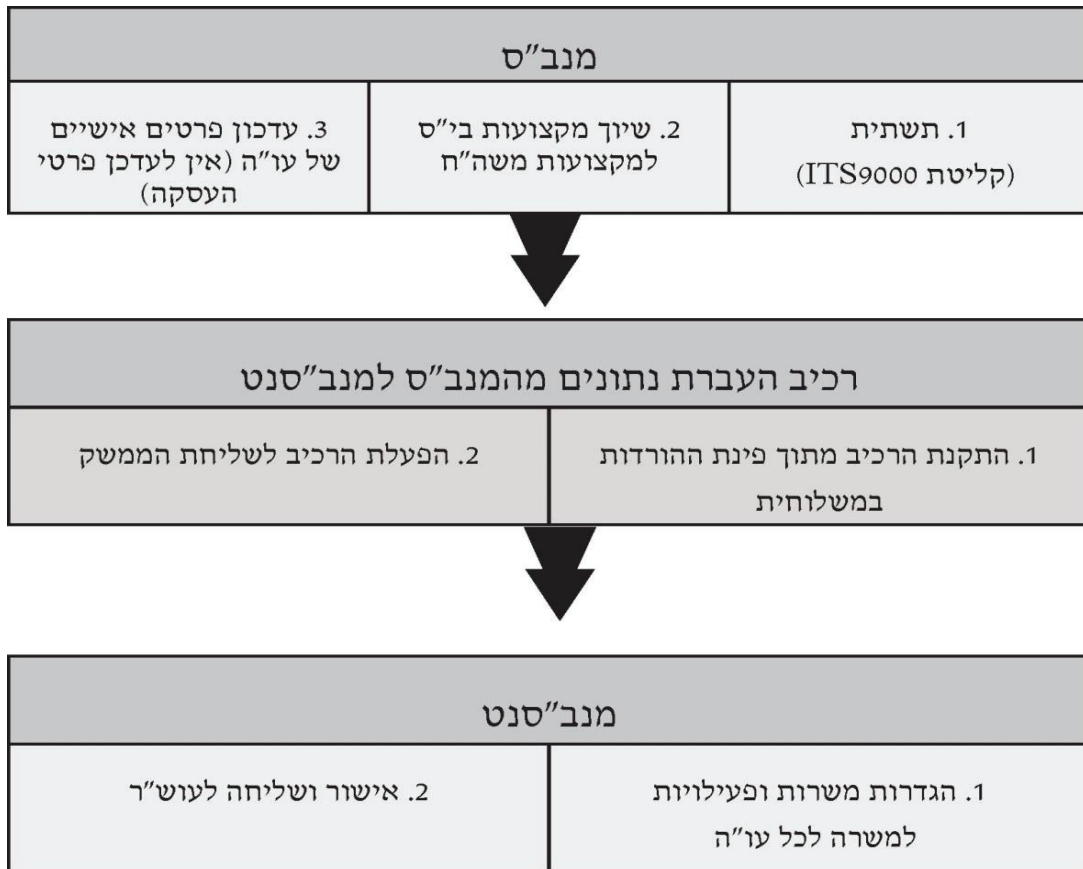 מנב"ס
1. תשתית
(קליטת ITS9000)
2. שיוך מקצועות בי"ס
למקצועות משה"ח
3. עדכון פרטים אישיים
של עו"ה (אין לעדכן פרטי
העסקה)
רכיב העברת נתונים מהמנב"ס למנב"סנט
1. התקנת הרכיב מתוך פינת ההורדות
במשלוחית
2. הפעלת הרכיב לשליחת הממשק
מנב"סנט
1. הגדרות משרות ופעילויות
למשרה לכל עו"ה
2. אישור ושליחה לעוש"ר